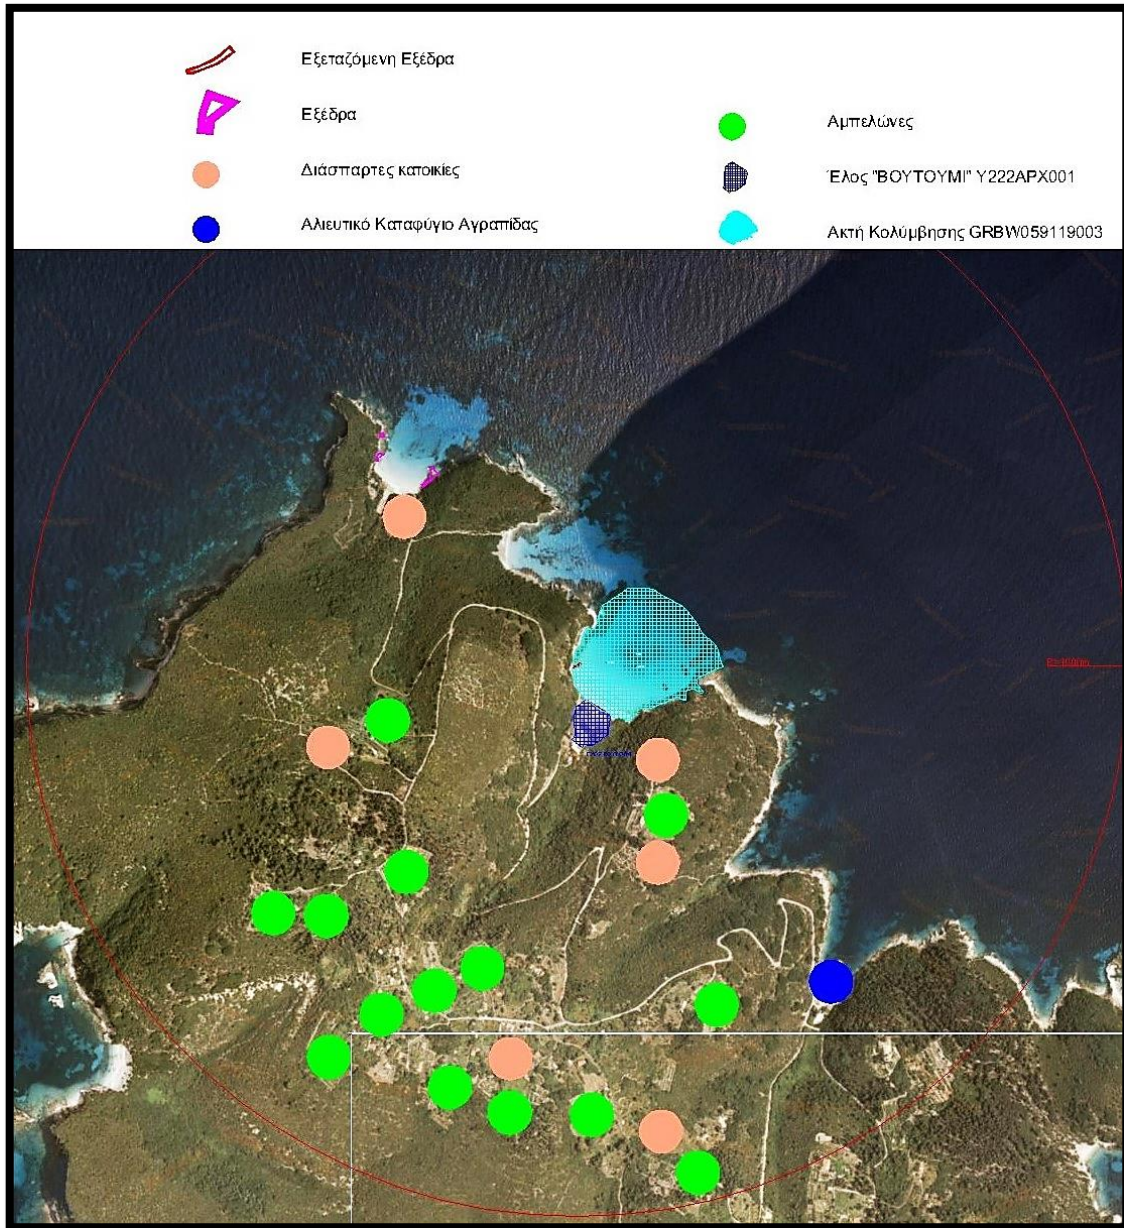 Εξεταζόμενη Εξέδρα
Εξέδρα
Διάσπαρτες κατοικίες
Αλιευτικό Καταφύγιο Αγραπίδας
Αμπελώνες
Έλος "ΒΟΥΤΟΥΜΙ" Y222APX001
Ακτή Κολύμβησης GRBW059119003